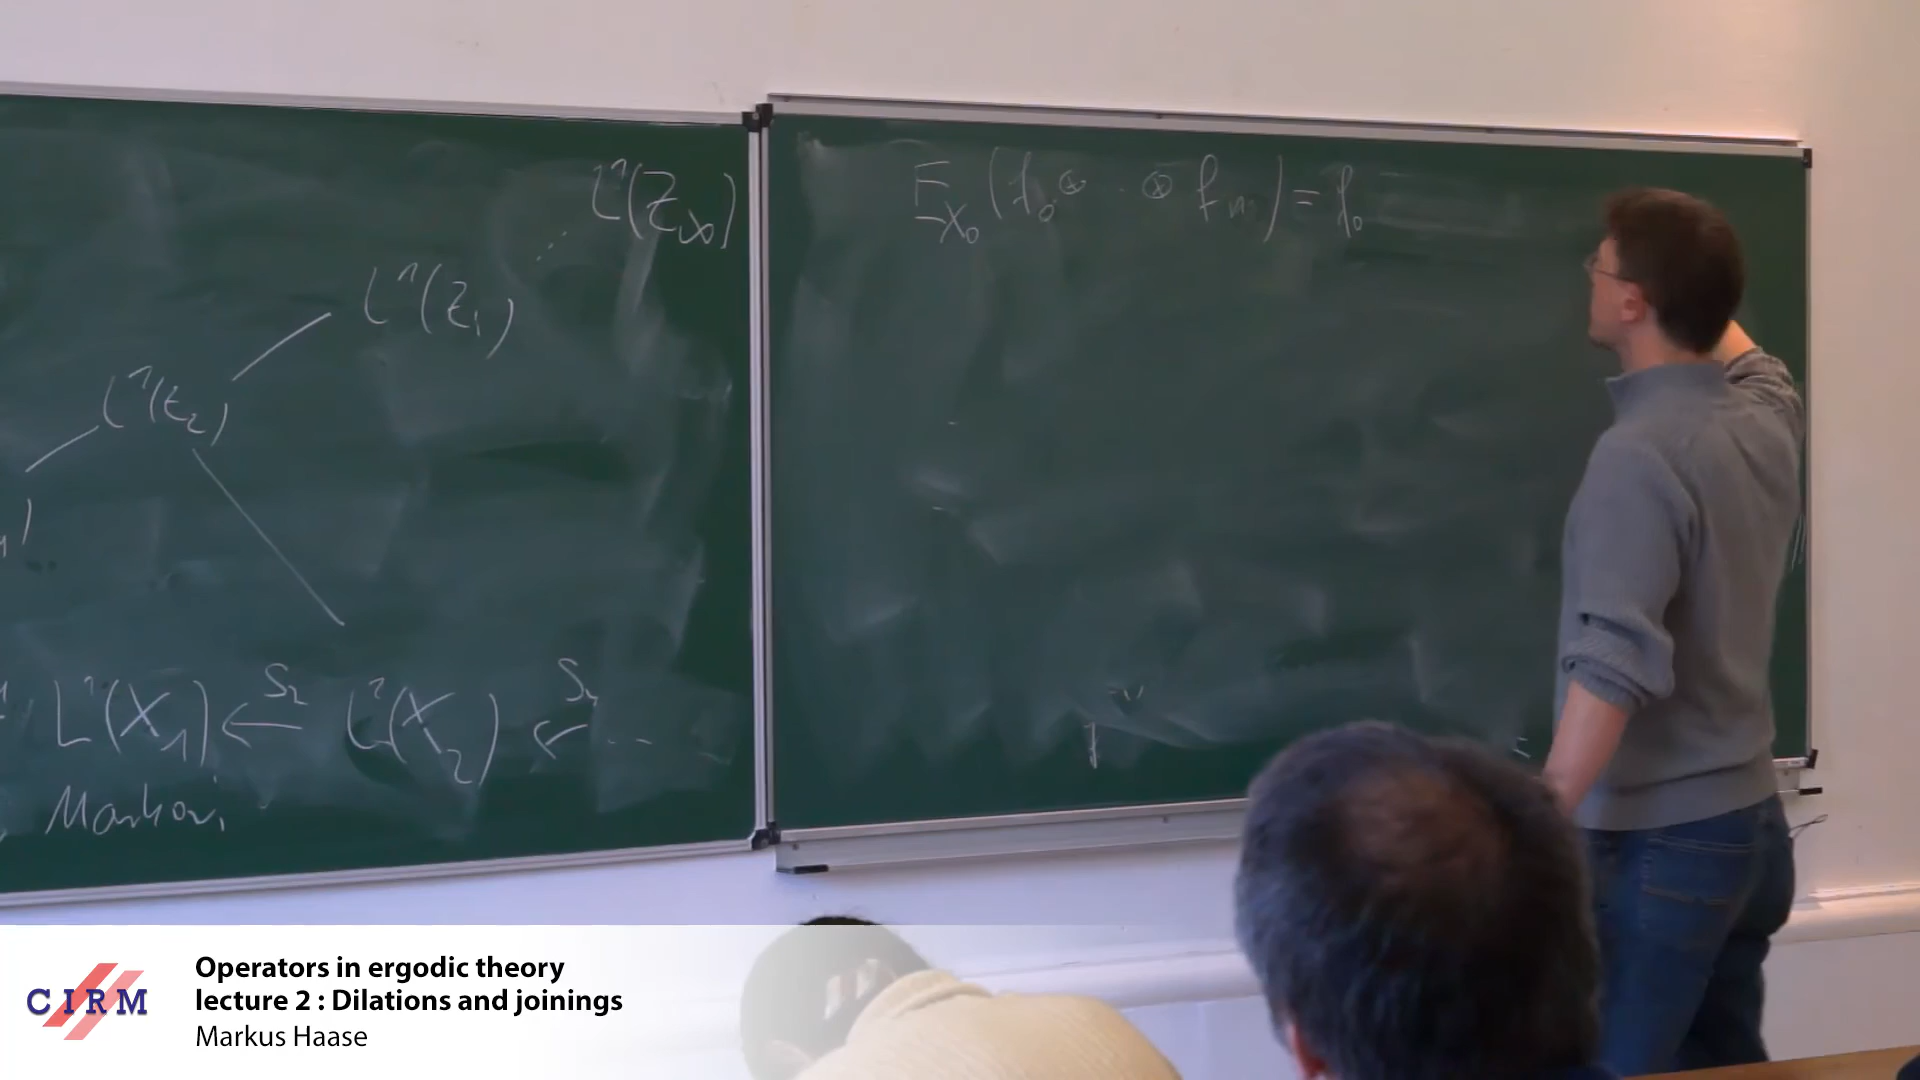 L¹(Z∞)
L¹(Z₁)
L¹(Z₂)
L¹(X₁) ←S₂ L¹(X₂) ←S₃ ...
Markov.
E_X₀ (f₀ ⊗ . ⊗ fₙ) = f₀
CIRM
Operators in ergodic theory
lecture 2 : Dilations and joinings
Markus Haase